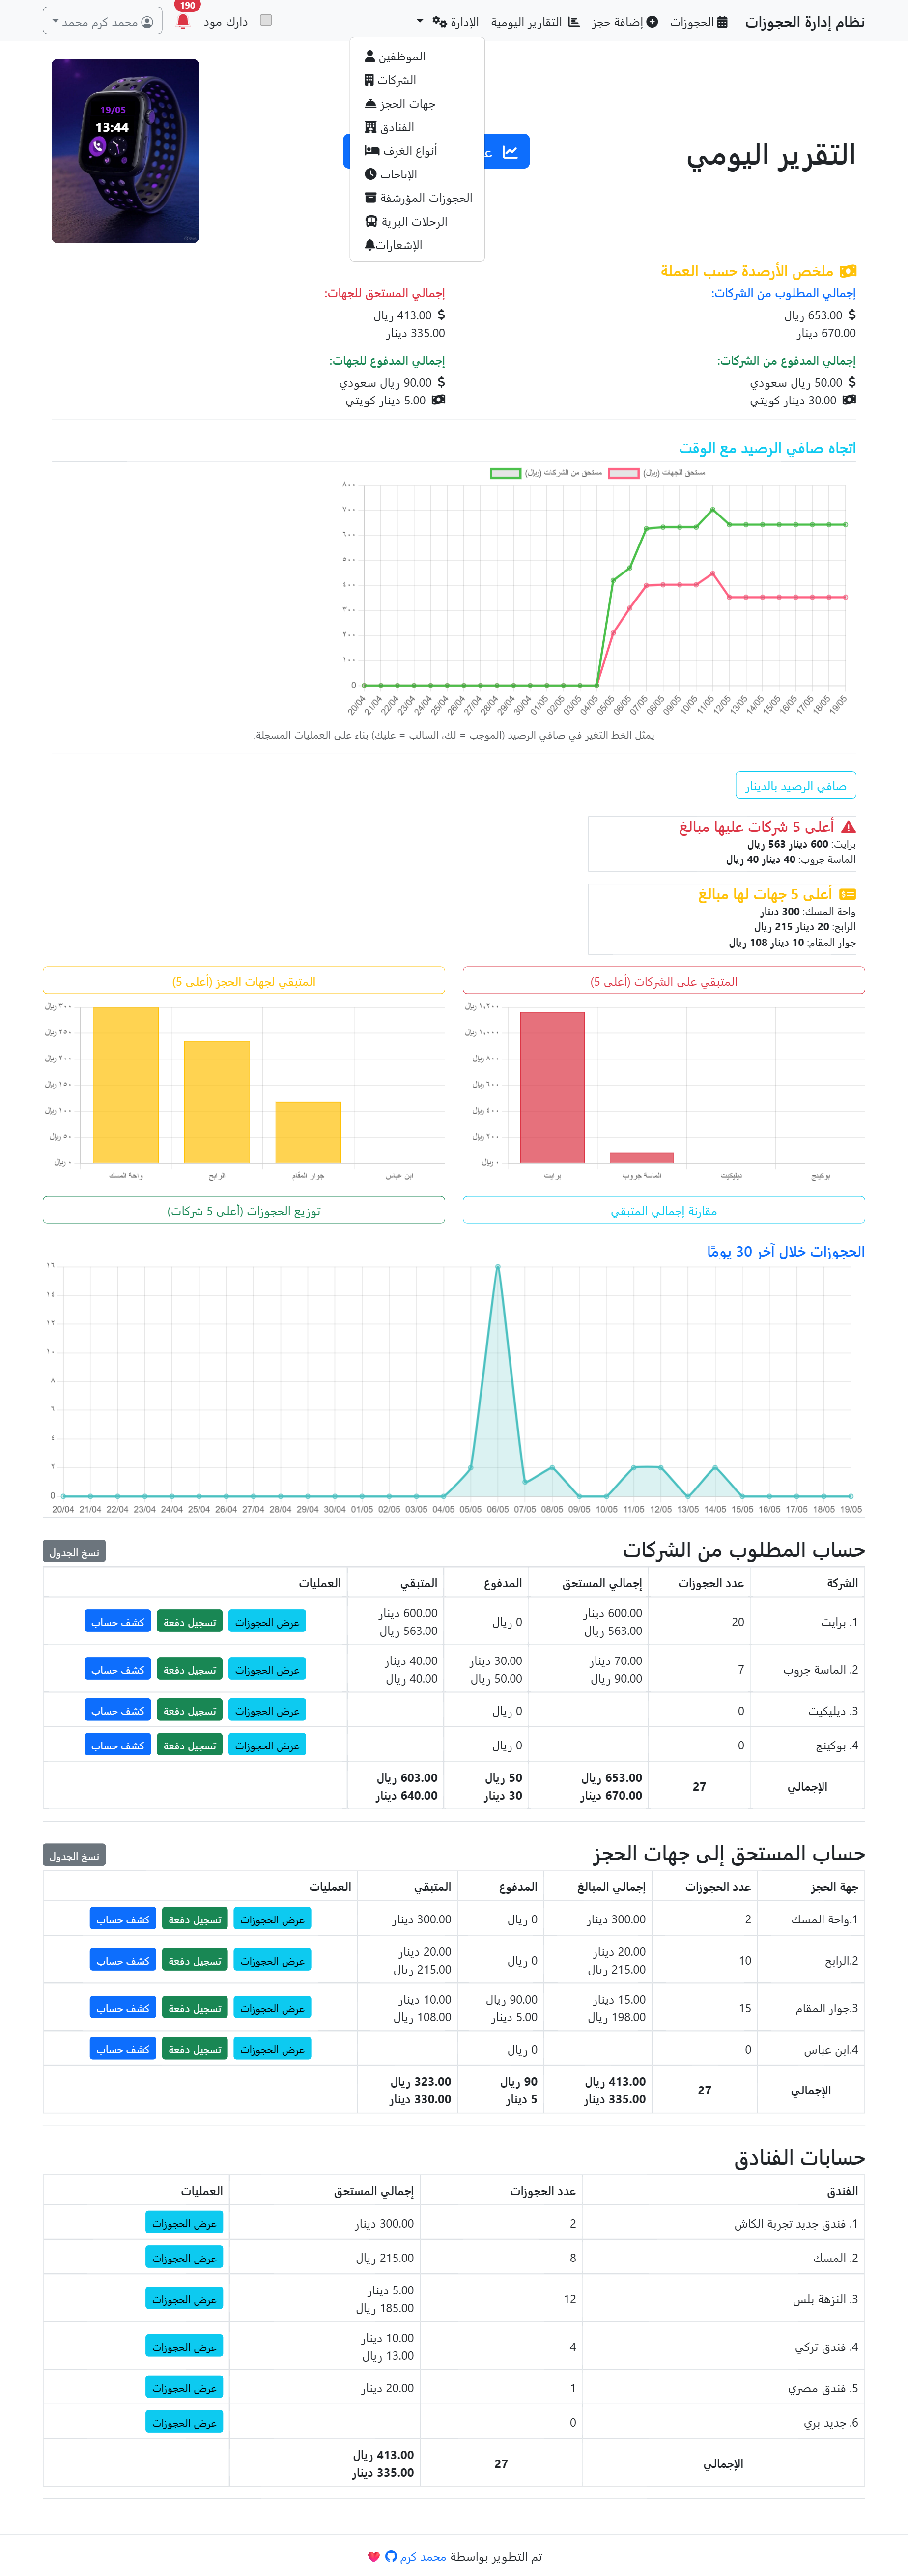 نظام إدارة الحجوزات
الحجوزات
إضافة حجز
التقارير اليومية
الإدارة
دارك مود
190
محمد كرم محمد
الموظفين
الشركات
جهات الحجز
الفنادق
أنواع الغرف
الإتاحات
الحجوزات المؤرشفة
الرحلات البرية
الإشعارات
19/05
13:44
التقرير اليومي
ملخص الأرصدة حسب العملة
إجمالي المطلوب من الشركات:
653.00 ريال
670.00 دينار
إجمالي المدفوع من الشركات:
50.00 ريال سعودي
30.00 دينار كويتي
إجمالي المستحق للجهات:
413.00 ريال
335.00 دينار
إجمالي المدفوع للجهات:
90.00 ريال سعودي
5.00 دينار كويتي
اتجاه صافي الرصيد مع الوقت
مستحق للجهات (ريال)
مستحق من الشركات (ريال)
٨٠٠
٧٠٠
٦٠٠
٥٠٠
٤٠٠
٣٠٠
٢٠٠
١٠٠
0
20/04 21/04 22/04 23/04 24/04 25/04 26/04 27/04 28/04 29/04 30/04 01/05 02/05 03/05 04/05 05/05 06/05 07/05 08/05 09/05 10/05 11/05 12/05 13/05 14/05 15/05 16/05 17/05 18/05 19/05
يمثل الخط التغير في صافي الرصيد (الموجب = لك، السالب = عليك) بناءً على العمليات المسجلة.
صافي الرصيد بالدينار
أعلى 5 شركات عليها مبالغ
برايت: 600 دينار 563 ريال
الماسة جروب: 40 دينار 40 ريال
أعلى 5 جهات لها مبالغ
واحة المسك: 300 دينار
الرابح: 20 دينار 215 ريال
جوار المقام: 10 دينار 108 ريال
المتبقي على الشركات (أعلى 5)
١،٢٠٠ ريال
١،٠٠٠ ريال
٨٠٠ ريال
٦٠٠ ريال
٤٠٠ ريال
٢٠٠ ريال
٠ ريال
برايت
الماسة جروب
ديليكيت
بوكينج
المتبقي لجهات الحجز (أعلى 5)
٣٠٠ ريال
٢٥٠ ريال
٢٠٠ ريال
١٥٠ ريال
١٠٠ ريال
٥٠ ريال
٠ ريال
واحة المسك
الرابح
جوار المقام
ابن عباس
مقارنة إجمالي المتبقي
توزيع الحجوزات (أعلى 5 شركات)
الحجوزات خلال آخر 30 يومًا
١٦
١٤
١٢
١٠
٨
٦
٤
٢
0
20/04 21/04 22/04 23/04 24/04 25/04 26/04 27/04 28/04 29/04 30/04 01/05 02/05 03/05 04/05 05/05 06/05 07/05 08/05 09/05 10/05 11/05 12/05 13/05 14/05 15/05 16/05 17/05 18/05 19/05
حساب المطلوب من الشركات
نسخ الجدول
الشركة عدد الحجوزات إجمالي المستحق المدفوع المتبقي العمليات
1. برايت 20 600.00 دينار 563.00 ريال 0 ريال 600.00 دينار 563.00 ريال عرض الحجوزات تسجيل دفعة كشف حساب
2. الماسة جروب 7 70.00 دينار 90.00 ريال 30.00 دينار 50.00 ريال 40.00 دينار 40.00 ريال عرض الحجوزات تسجيل دفعة كشف حساب
3. ديليكيت 0 0 ريال عرض الحجوزات تسجيل دفعة كشف حساب
4. بوكينج 0 0 ريال عرض الحجوزات تسجيل دفعة كشف حساب
الإجمالي 27 653.00 ريال 670.00 دينار 50 ريال 30 دينار 603.00 ريال 640.00 دينار
حساب المستحق إلى جهات الحجز
نسخ الجدول
جهة الحجز عدد الحجوزات إجمالي المبالغ المدفوع المتبقي العمليات
1.واحة المسك 2 300.00 دينار 0 ريال 300.00 دينار عرض الحجوزات تسجيل دفعة كشف حساب
2.الرابح 10 20.00 دينار 215.00 ريال 0 ريال 20.00 دينار 215.00 ريال عرض الحجوزات تسجيل دفعة كشف حساب
3.جوار المقام 15 15.00 دينار 198.00 ريال 90.00 ريال 5.00 دينار 10.00 دينار 108.00 ريال عرض الحجوزات تسجيل دفعة كشف حساب
4.ابن عباس 0 0 ريال عرض الحجوزات تسجيل دفعة كشف حساب
الإجمالي 27 413.00 ريال 335.00 دينار 90 ريال 5 دينار 323.00 ريال 330.00 دينار
حسابات الفنادق
الفندق عدد الحجوزات إجمالي المستحق العمليات
1. فندق جديد تجربة الكاش 2 300.00 دينار عرض الحجوزات
2. المسك 8 215.00 ريال عرض الحجوزات
3. النزهة بلس 12 5.00 دينار 185.00 ريال عرض الحجوزات
4. فندق تركي 4 10.00 دينار 13.00 ريال عرض الحجوزات
5. فندق مصري 1 20.00 دينار عرض الحجوزات
6. جديد بري 0 عرض الحجوزات
الإجمالي 27 413.00 ريال 335.00 دينار
تم التطوير بواسطة محمد كرم